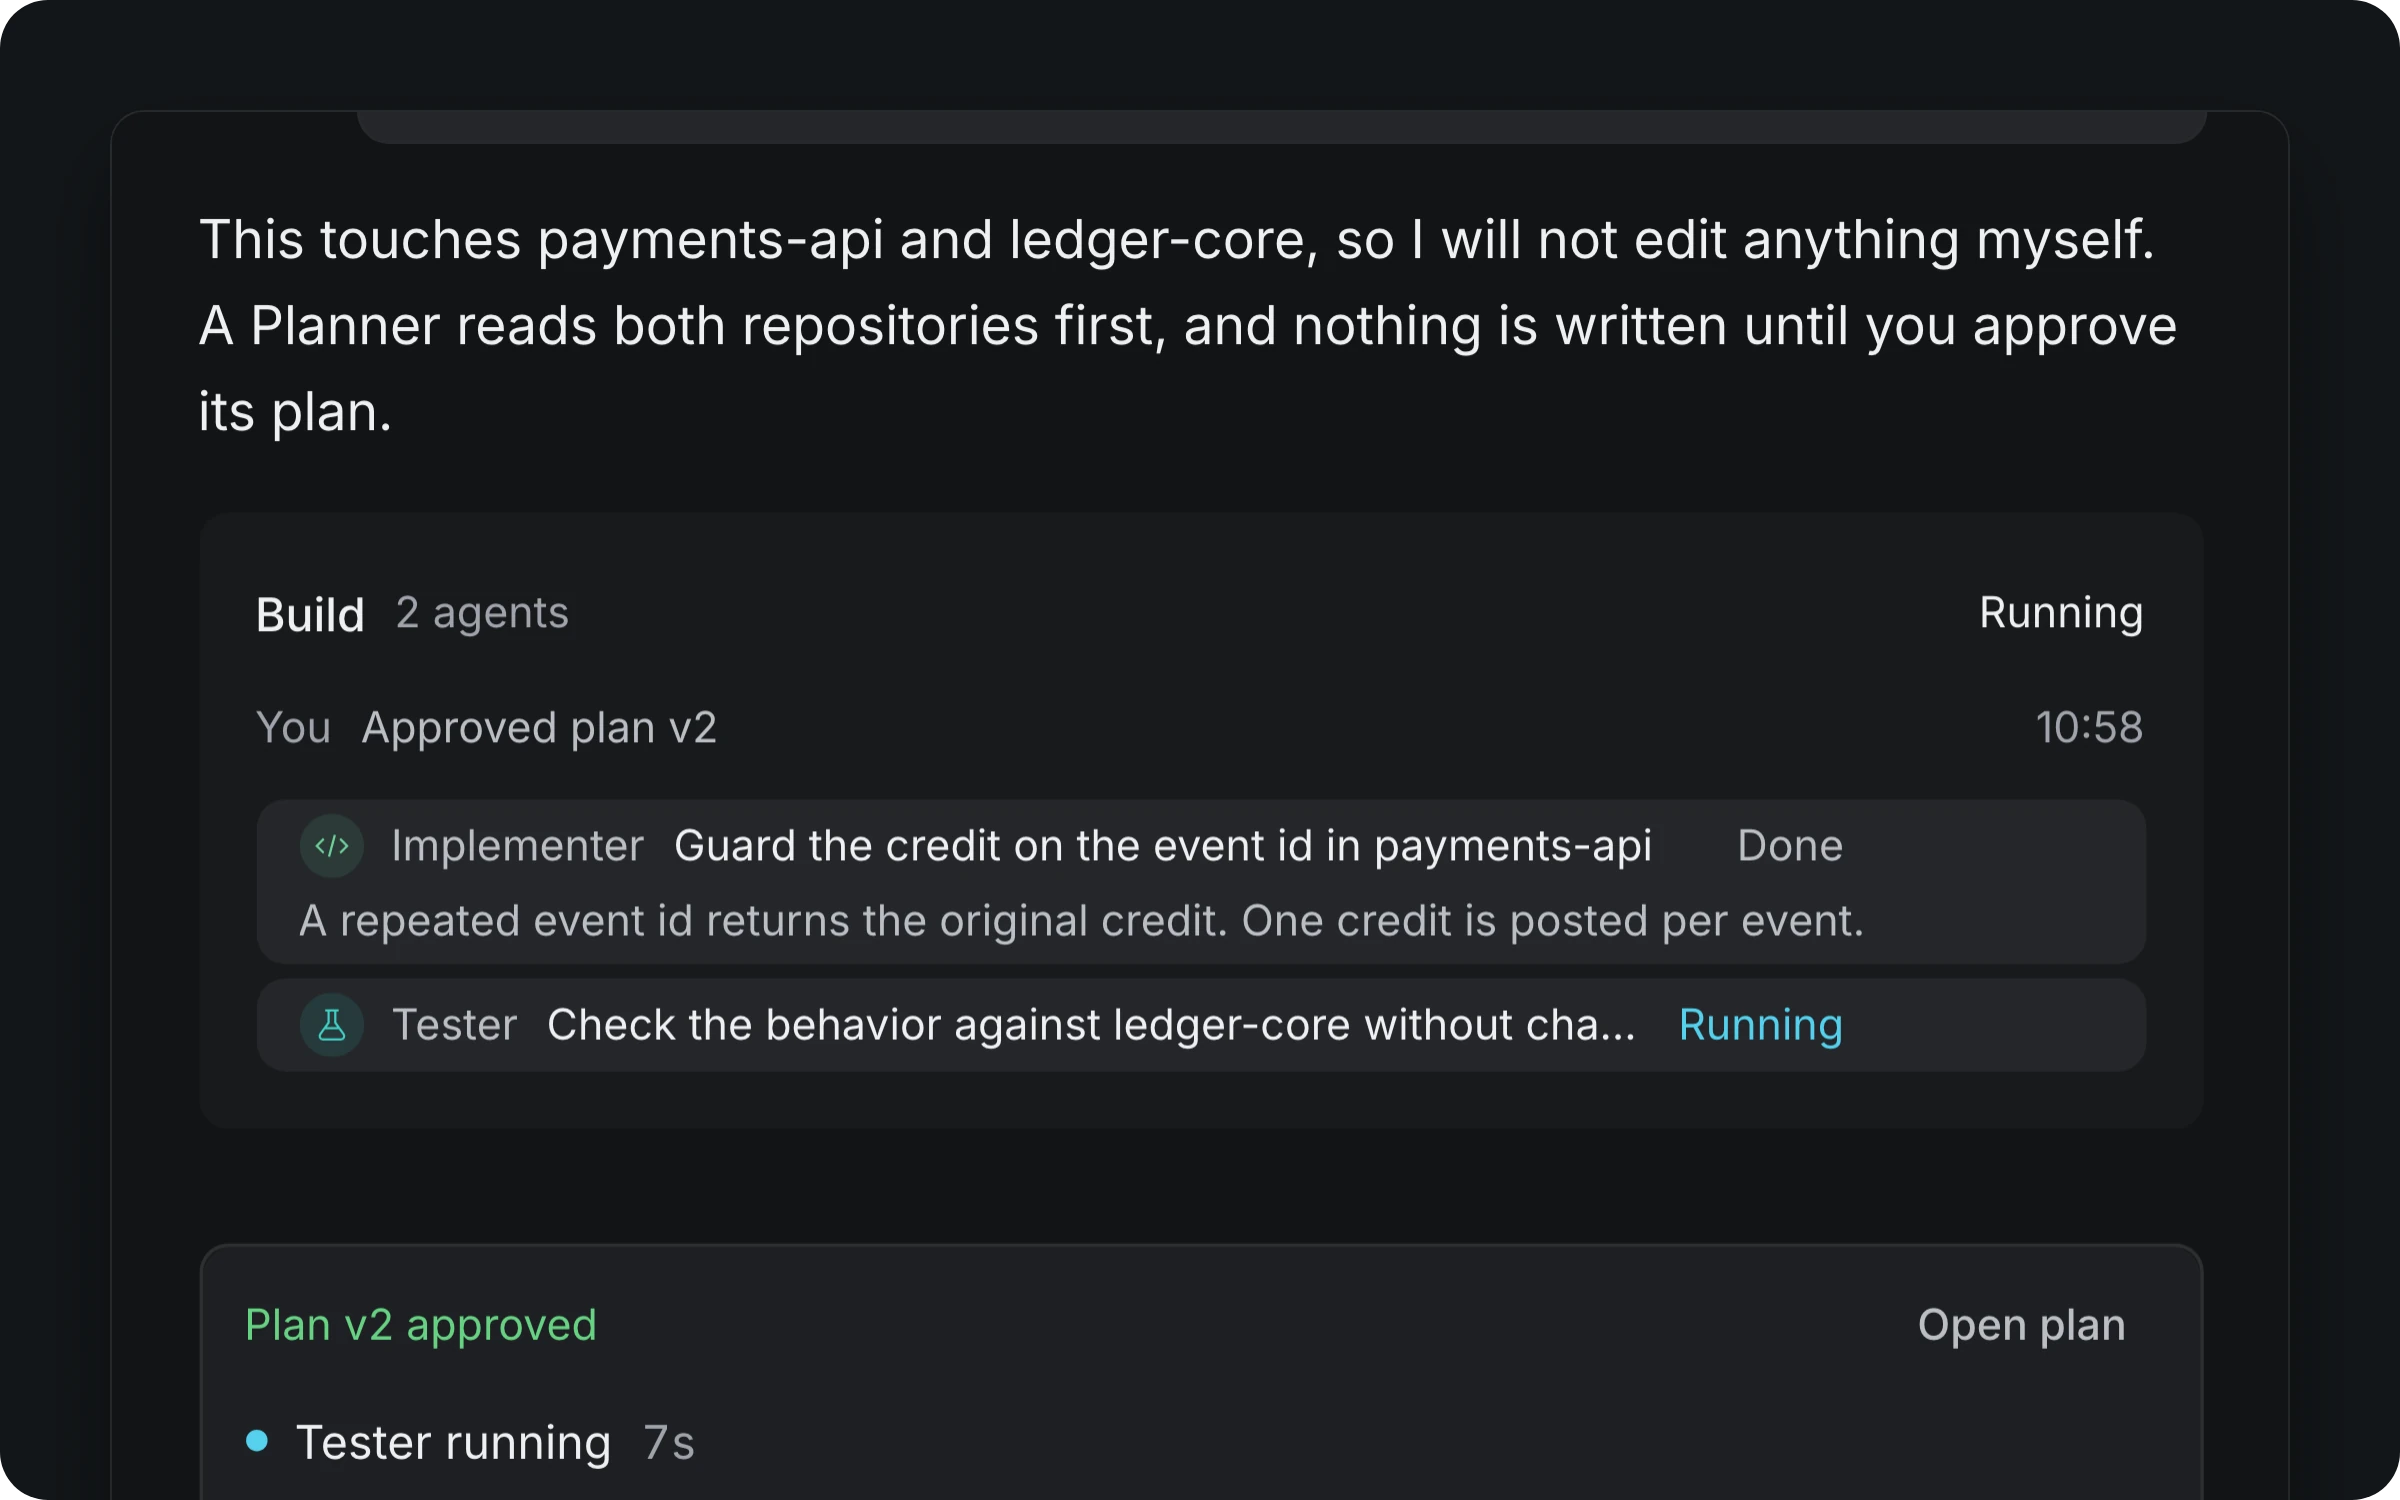 This touches payments-api and ledger-core, so I will not edit anything myself.
A Planner reads both repositories first, and nothing is written until you approve
its plan.
Build 2 agents Running
You Approved plan v2 10:58
Implementer Guard the credit on the event id in payments-api Done
A repeated event id returns the original credit. One credit is posted per event.
Tester Check the behavior against ledger-core without cha... Running
Plan v2 approved Open plan
Tester running 7s